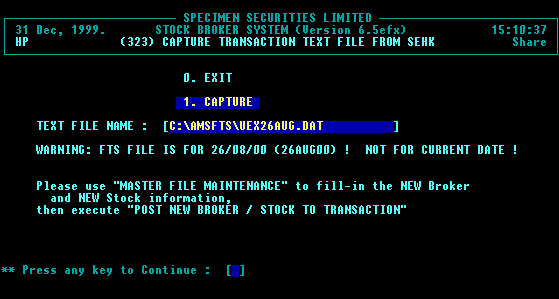 SPECIMEN SECURITIES LIMITED
31 Dec, 1999. STOCK BROKER SYSTEM (Version 6.5efx) 15:10:37
HP (323) CAPTURE TRANSACTION TEXT FILE FROM SEHK Share
0. EXIT
1. CAPTURE
TEXT FILE NAME : [C:\AMSFTS\UEX26AUG.DAT ]
WARNING: FTS FILE IS FOR 26/08/00 (26AUG00) ! NOT FOR CURRENT DATE !
Please use "MASTER FILE MAINTENANCE" to fill-in the NEW Broker
and NEW Stock information,
then execute "POST NEW BROKER / STOCK TO TRANSACTION"
** Press any key to Continue : [ ]